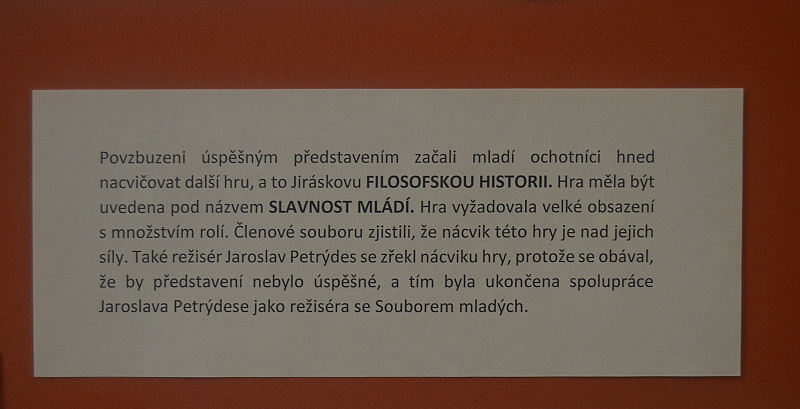 Povzbuzeni úspěšným představením začali mladí ochotníci hned
nacvičovat další hru, a to Jiráskovu FILOSOFSKOU HISTORII. Hra měla být
uvedena pod názvem SLAVNOST MLÁDÍ. Hra vyžadovala velké obsazení
s množstvím rolí. Členové souboru zjistili, že nácvik této hry je nad jejich
síly. Také režisér Jaroslav Petrýdes se zřekl nácviku hry, protože se obával,
že by představení nebylo úspěšné, a tím byla ukončena spolupráce
Jaroslava Petrýdese jako režiséra se Souborem mladých.